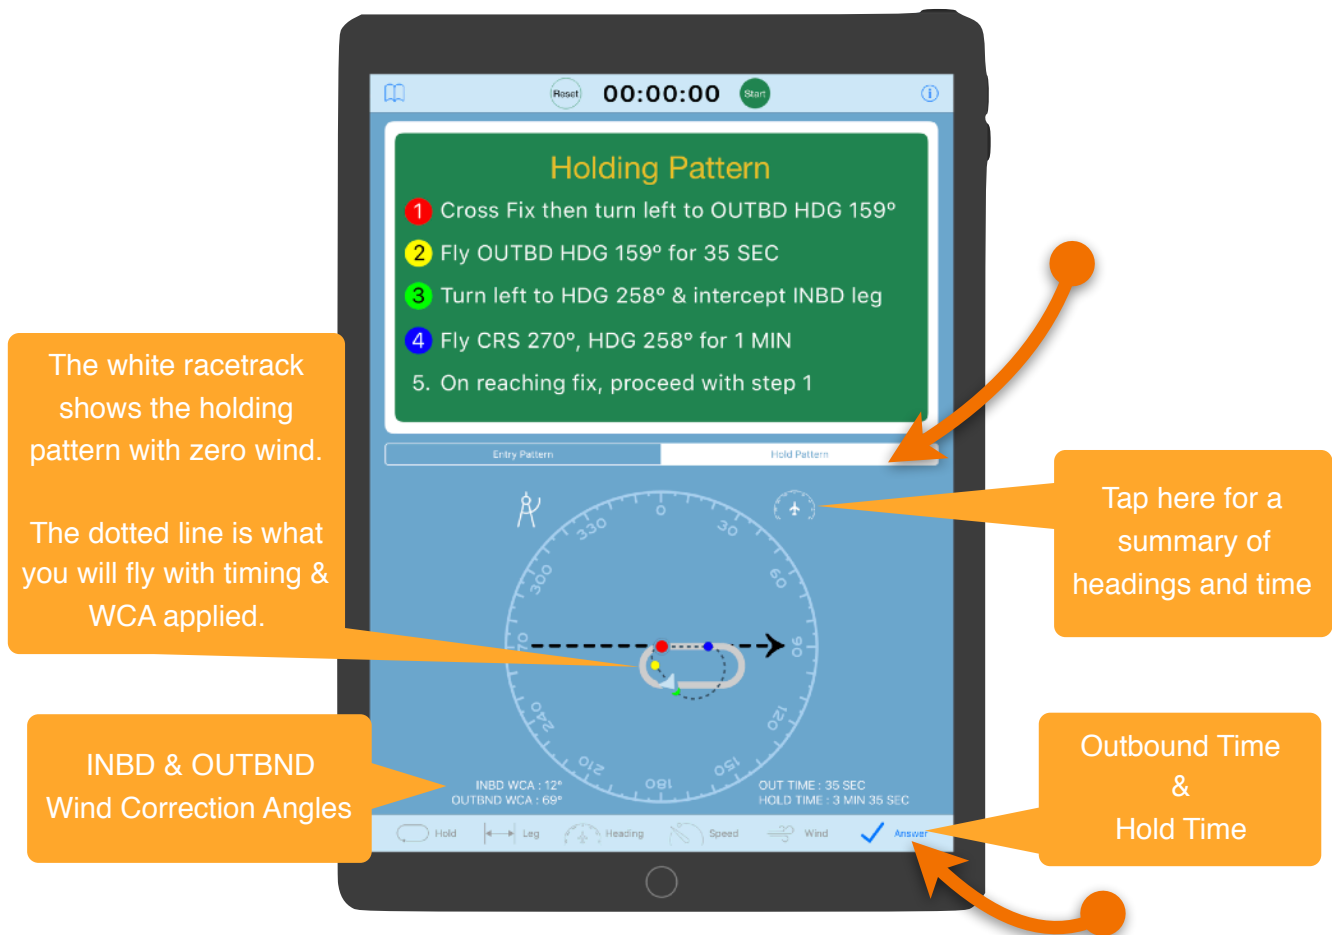 Reset 00:00:00 Start
Holding Pattern
1 Cross Fix then turn left to OUTBD HDG 159º
2 Fly OUTBD HDG 159º for 35 SEC
3 Turn left to HDG 258º & intercept INBD leg
4 Fly CRS 270º, HDG 258º for 1 MIN
5. On reaching fix, proceed with step 1
Entry Pattern Hold Pattern
The white racetrack
shows the holding
pattern with zero wind.
The dotted line is what
you will fly with timing &
WCA applied.
Tap here for a
summary of
headings and time
0
30
60
90
120
150
180
210
240
270
300
330
INBD & OUTBND
Wind Correction Angles
INBD WCA : 12º
OUTBND WCA : 69º
OUT TIME : 35 SEC
HOLD TIME : 3 MIN 35 SEC
Outbound Time
&
Hold Time
Hold Leg Heading Speed Wind Answer